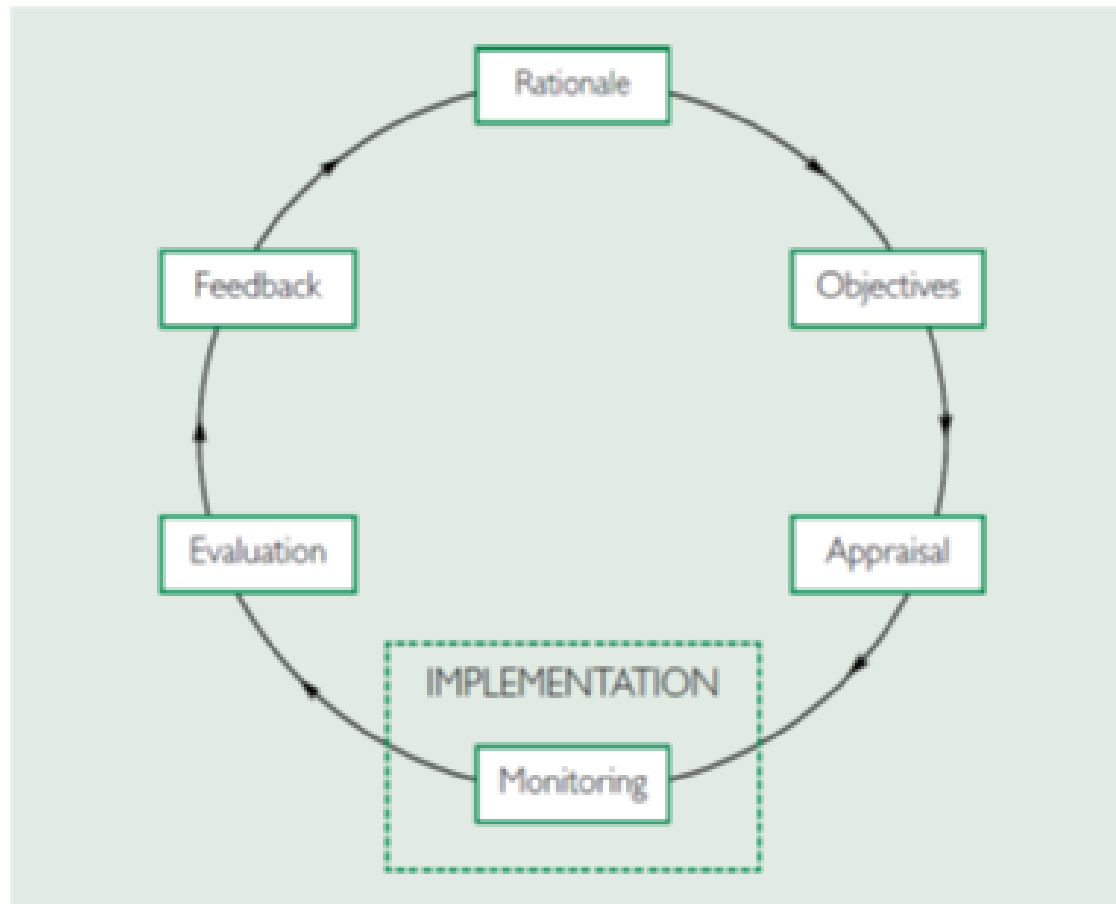 Rationale
Objectives
Appraisal
IMPLEMENTATION
Monitoring
Evaluation
Feedback